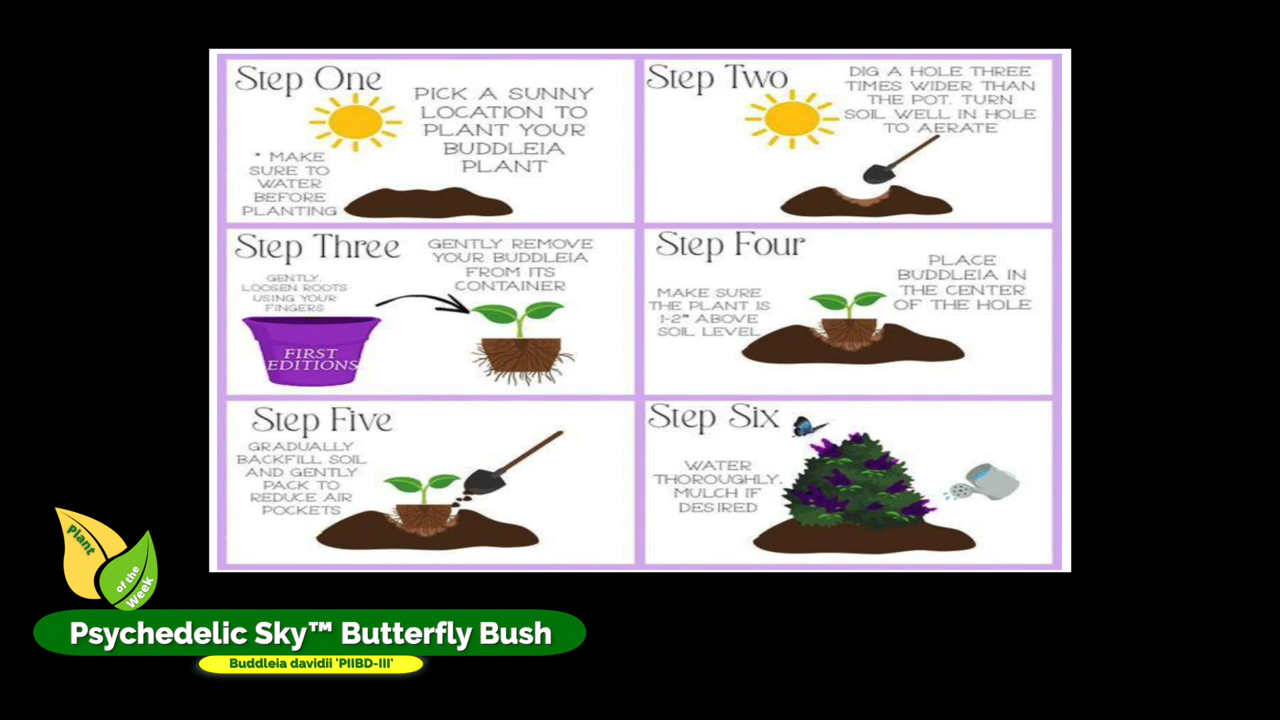 Step One
PICK A SUNNY
LOCATION TO
PLANT YOUR
BUDDLEIA
PLANT
* MAKE
SURE TO
WATER
BEFORE
PLANTING
Step Two
DIG A HOLE THREE
TIMES WIDER THAN
THE POT. TURN
SOIL WELL IN HOLE
TO AERATE
Step Three
GENTLY REMOVE
YOUR BUDDLEIA
FROM ITS
CONTAINER
GENTLY
LOOSEN ROOTS
USING YOUR
FINGERS
FIRST
EDITIONS
Step Four
PLACE
BUDDLEIA IN
THE CENTER
OF THE HOLE
MAKE SURE
THE PLANT IS
1-2" ABOVE
SOIL LEVEL
Step Five
GRADUALLY
BACKFILL SOIL
AND GENTLY
PACK TO
REDUCE AIR
POCKETS
Step Six
WATER
THOROUGHLY.
MULCH IF
DESIRED
Plant
of the
Week
Psychedelic Sky™ Butterfly Bush
Buddleia davidii 'PIIBD-III'